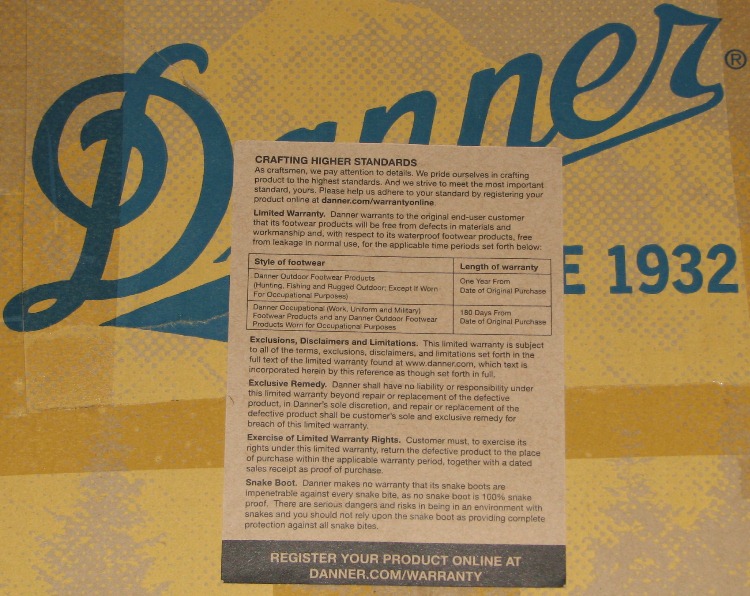 Danner®
E 1932
CRAFTING HIGHER STANDARDS
As craftsmen, we pay attention to details. We pride ourselves in crafting
product to the highest standards. And we strive to meet the most important
standard, yours. Please help us adhere to your standard by registering your
product online at danner.com/warrantyonline.
Limited Warranty. Danner warrants to the original end-user customer
that its footwear products will be free from defects in materials and
workmanship and, with respect to its waterproof footwear products, free
from leakage in normal use, for the applicable time periods set forth below:
Style of footwear Length of warranty
Danner Outdoor Footwear Products
(Hunting, Fishing and Rugged Outdoor; Except If Worn
For Occupational Purposes)
One Year From
Date of Original Purchase
Danner Occupational (Work, Uniform and Military)
Footwear Products and any Danner Outdoor Footwear
Products Worn for Occupational Purposes
180 Days From
Date of Original Purchase
Exclusions, Disclaimers and Limitations. This limited warranty is subject
to all of the terms, exclusions, disclaimers, and limitations set forth in the
full text of the limited warranty found at www.danner.com, which text is
incorporated herein by this reference as though set forth in full.
Exclusive Remedy. Danner shall have no liability or responsibility under
this limited warranty beyond repair or replacement of the defective
product, in Danner's sole discretion, and repair or replacement of the
defective product shall be customer's sole and exclusive remedy for
breach of this limited warranty.
Exercise of Limited Warranty Rights. Customer must, to exercise its
rights under this limited warranty, return the defective product to the place
of purchase within the applicable warranty period, together with a dated
sales receipt as proof of purchase.
Snake Boot. Danner makes no warranty that its snake boots are
impenetrable against every snake bite, as no snake boot is 100% snake
proof. There are serious dangers and risks in being in an environment with
snakes and you should not rely upon the snake boot as providing complete
protection against all snake bites.
REGISTER YOUR PRODUCT ONLINE AT
DANNER.COM/WARRANTY